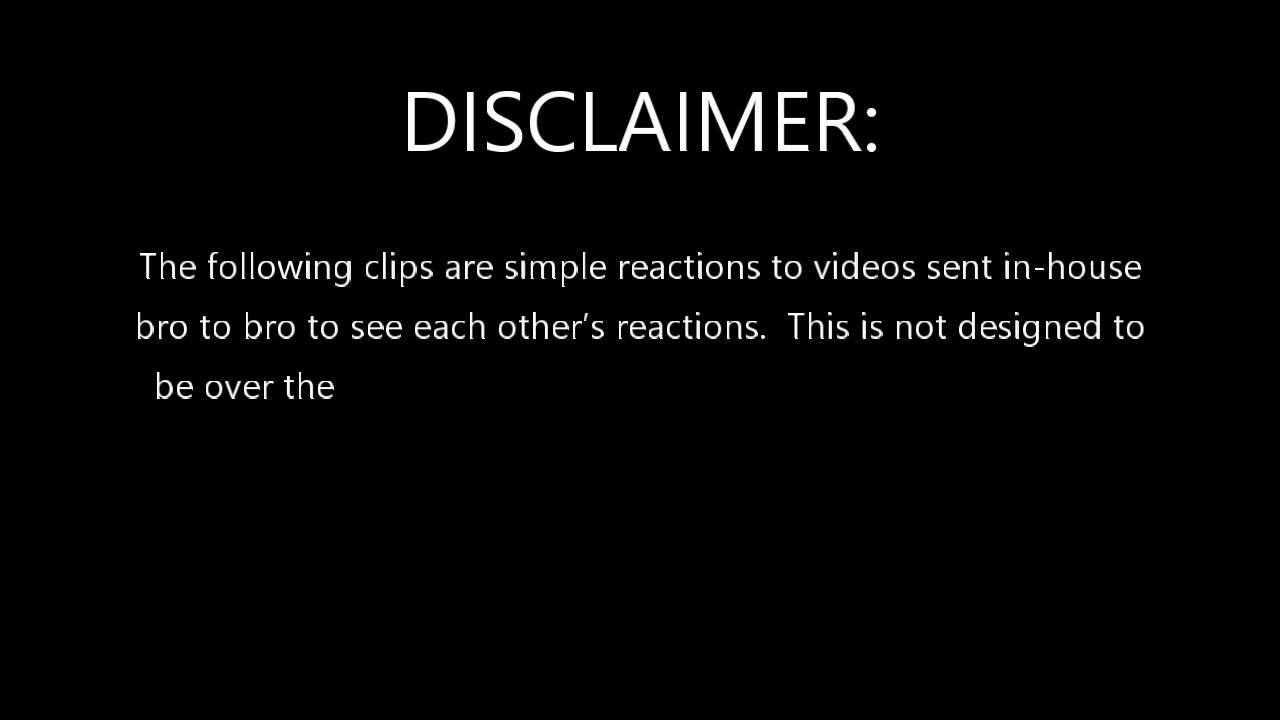 DISCLAIMER:
The following clips are simple reactions to videos sent in-house
bro to bro to see each other’s reactions.  This is not designed to
be over the